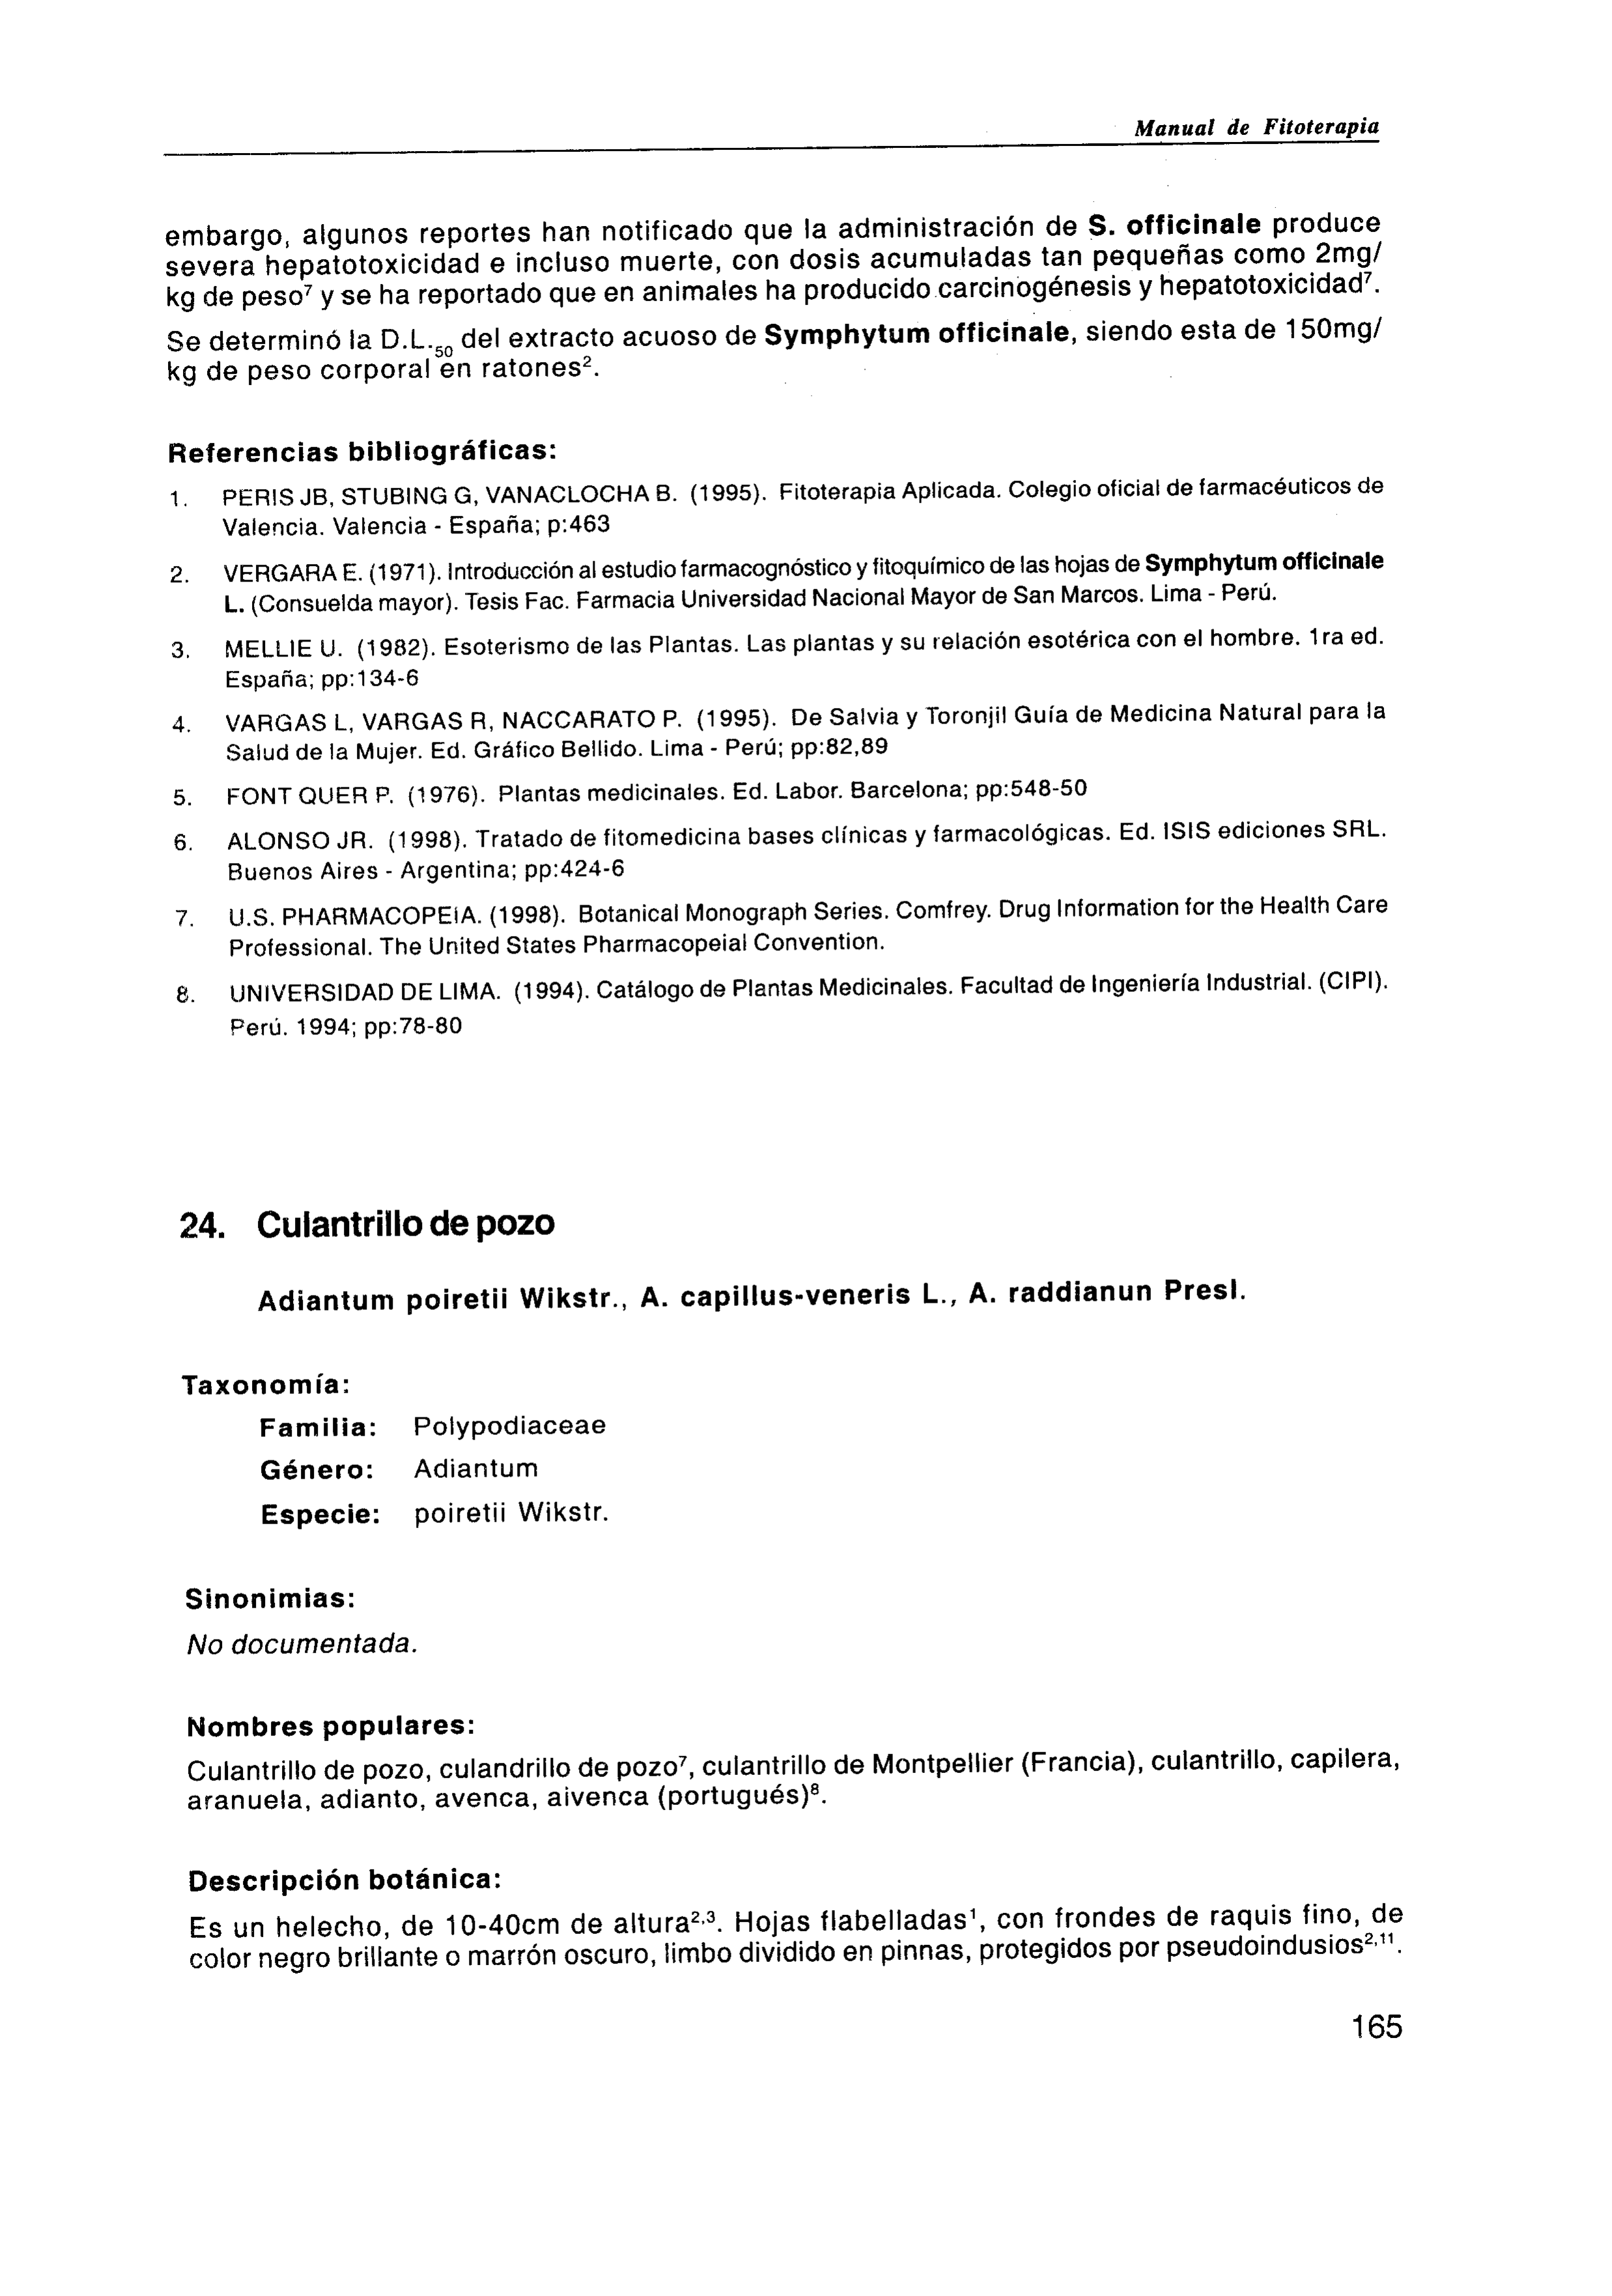 Manual de Fitoterapia
embargo, algunos reportes han notificado que la administración de S. officinale produce
severa hepatotoxicidad e incluso muerte, con dosis acumuladas tan pequeñas como 2mg/
kg de peso⁷ y se ha reportado que en animales ha producido carcinogénesis y hepatotoxicidad⁷.
Se determinó la D.L.₅₀ del extracto acuoso de Symphytum officinale, siendo esta de 150mg/
kg de peso corporal en ratones².
Referencias bibliográficas:
1. PERIS JB, STUBING G, VANACLOCHA B. (1995). Fitoterapia Aplicada. Colegio oficial de farmacéuticos de
Valencia. Valencia - España; p:463
2. VERGARA E. (1971). Introducción al estudio farmacognóstico y fitoquímico de las hojas de Symphytum officinale
L. (Consuelda mayor). Tesis Fac. Farmacia Universidad Nacional Mayor de San Marcos. Lima - Perú.
3. MELLIE U. (1982). Esoterismo de las Plantas. Las plantas y su relación esotérica con el hombre. 1ra ed.
España; pp:134-6
4. VARGAS L, VARGAS R, NACCARATO P. (1995). De Salvia y Toronjil Guía de Medicina Natural para la
Salud de la Mujer. Ed. Gráfico Bellido. Lima - Perú; pp:82,89
5. FONT QUER P. (1976). Plantas medicinales. Ed. Labor. Barcelona; pp:548-50
6. ALONSO JR. (1998). Tratado de fitomedicina bases clínicas y farmacológicas. Ed. ISIS ediciones SRL.
Buenos Aires - Argentina; pp:424-6
7. U.S. PHARMACOPEIA. (1998). Botanical Monograph Series. Comfrey. Drug Information for the Health Care
Professional. The United States Pharmacopeial Convention.
8. UNIVERSIDAD DE LIMA. (1994). Catálogo de Plantas Medicinales. Facultad de Ingeniería Industrial. (CIPI).
Perú. 1994; pp:78-80
24. Culantrillo de pozo
Adiantum poiretii Wikstr., A. capillus-veneris L., A. raddianun Presl.
Taxonomía:
Familia: Polypodiaceae
Género: Adiantum
Especie: poiretii Wikstr.
Sinonimias:
No documentada.
Nombres populares:
Culantrillo de pozo, culandrillo de pozo⁷, culantrillo de Montpellier (Francia), culantrillo, capilera,
aranuela, adianto, avenca, aivenca (portugués)⁸.
Descripción botánica:
Es un helecho, de 10-40cm de altura²,³. Hojas flabelladas¹, con frondes de raquis fino, de
color negro brillante o marrón oscuro, limbo dividido en pinnas, protegidos por pseudoindusios²,¹¹.
165